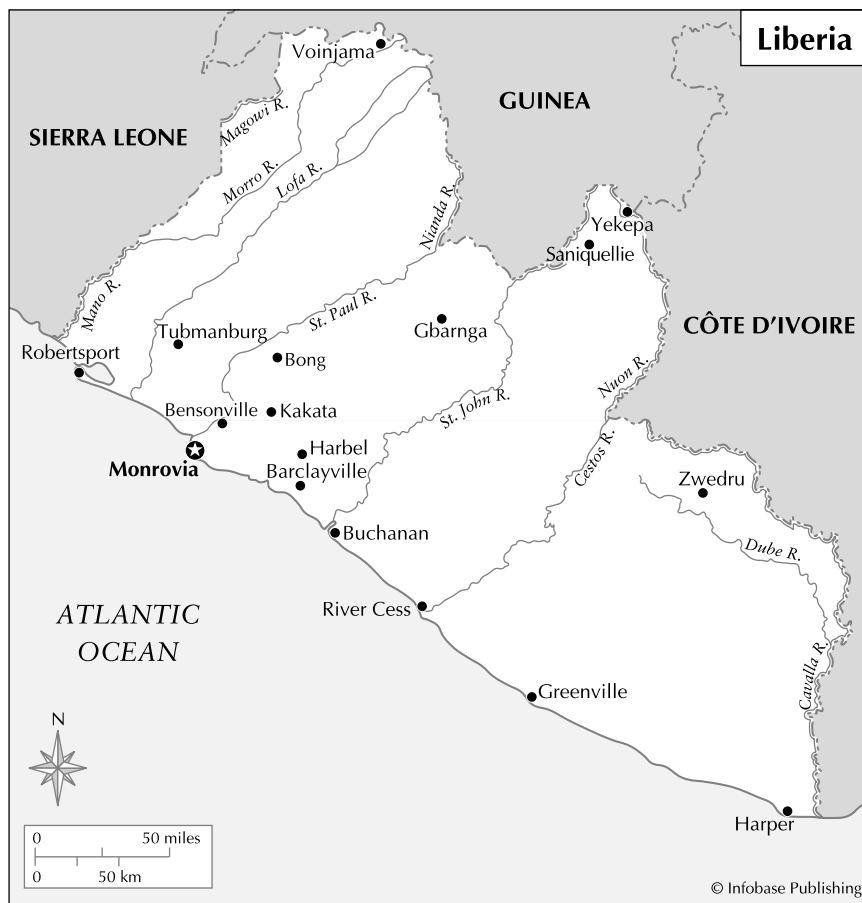 Liberia
Voinjama
GUINEA
SIERRA LEONE
Magowi R.
Morro R.
Lofa R.
Nianda R.
Yekepa
Saniquellie
Mano R.
St. Paul R.
Gbarnga
CÔTE D'IVOIRE
Tubmanburg
Robertsport
Bong
Nuon R.
St. John R.
Bensonville
Kakata
Cestos R.
Harbel
Monrovia
Barclayville
Zwedru
Buchanan
Dube R.
ATLANTIC
OCEAN
River Cess
Cavalla R.
Greenville
N
Harper
0 50 miles
0 50 km
© Infobase Publishing